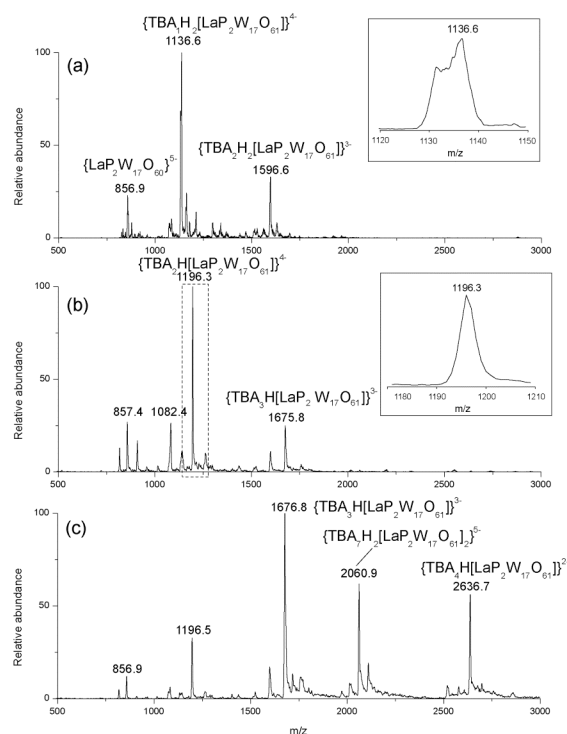 {TBA₁H₂[LaP₂W₁₇O₆₁]}⁴⁻
1136.6
(a)
{LaP₂W₁₇O₆₀}⁵⁻
856.9
{TBA₂H₂[LaP₂W₁₇O₆₁]}³⁻
1596.6
Relative abundance
100
50
0
500 1000 1500 2000 2500 3000
1136.6
1120 1130 1140 1150
m/z
{TBA₂H[LaP₂W₁₇O₆₁]}⁴⁻
1196.3
(b)
857.4 1082.4
{TBA₃H[LaP₂W₁₇O₆₁]}³⁻
1675.8
Relative abundance
100
50
0
500 1000 1500 2000 2500 3000
1196.3
1180 1190 1200 1210
m/z
(c)
1676.8 {TBA₃H[LaP₂W₁₇O₆₁]}³⁻
{TBA₇H₂[LaP₂W₁₇O₆₁]₂}⁵⁻
2060.9
{TBA₄H[LaP₂W₁₇O₆₁]}²
2636.7
1196.5
856.9
Relative abundance
100
50
0
500 1000 1500 2000 2500 3000
m/z